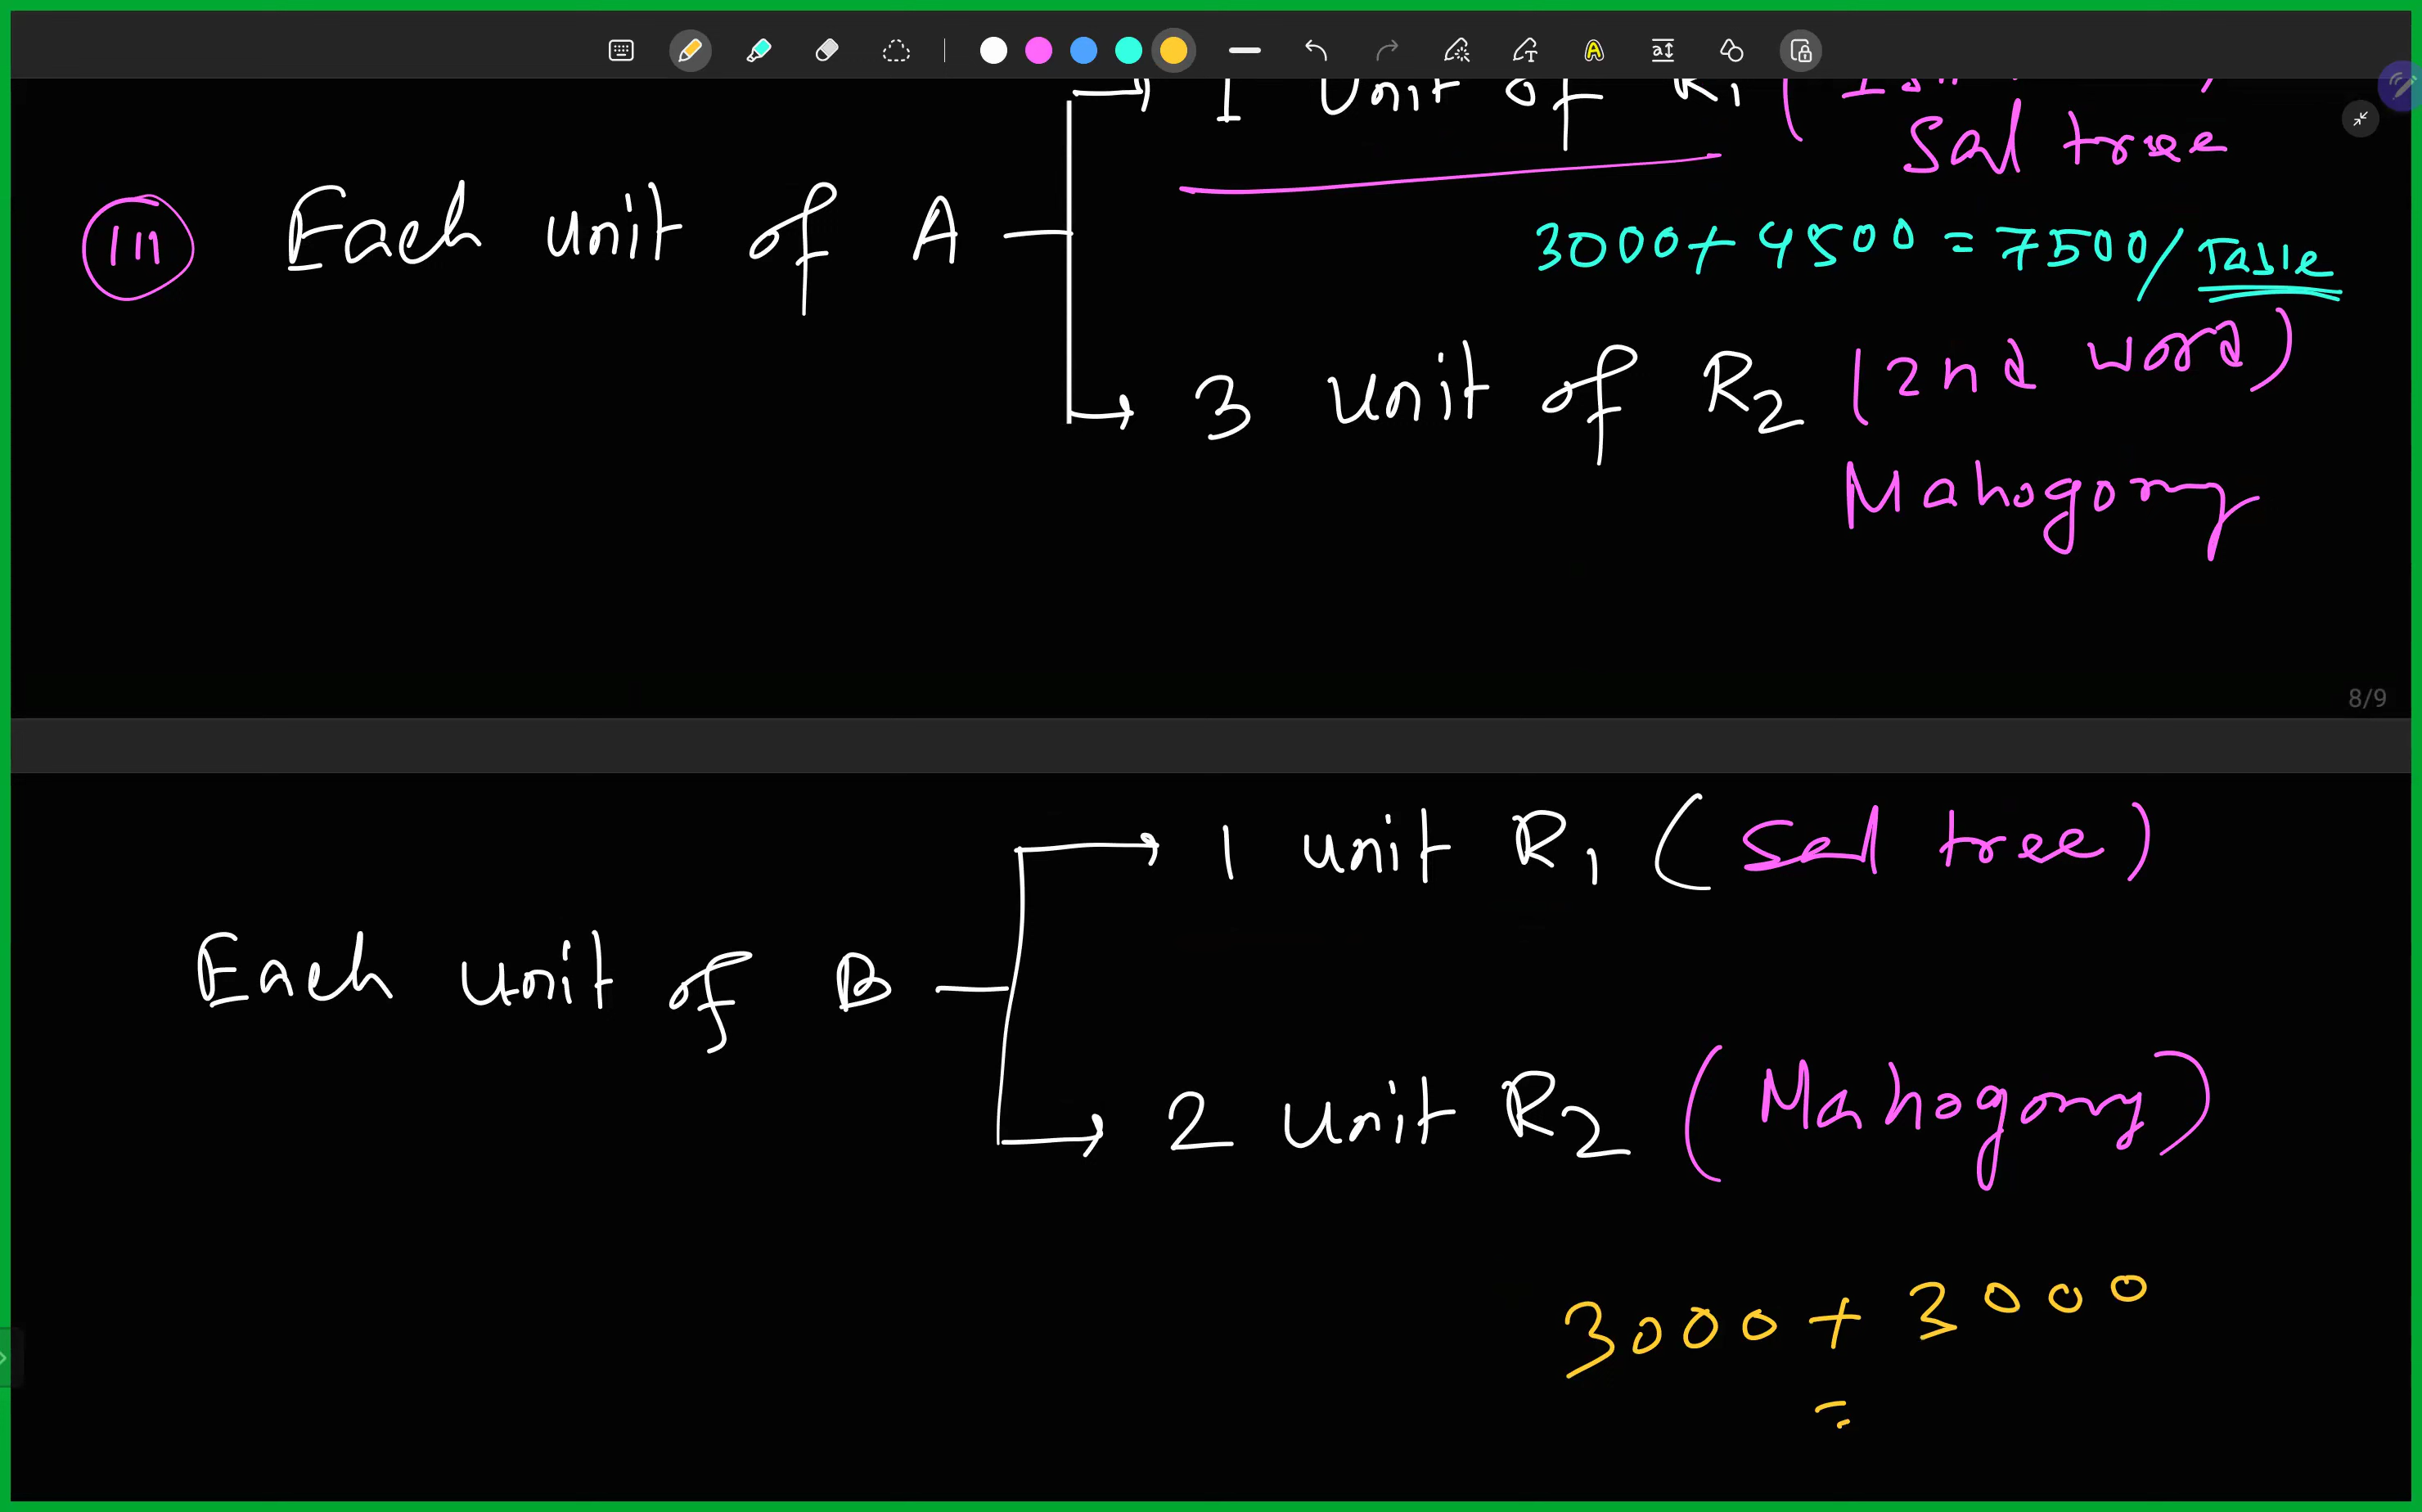 1 Unit of R1 (
Sal tree
III Each unit of A
3000 + 4500 = 7500/Table
3 Unit of R2 (2nd wood)
Mahogony
8/9
1 unit R1 (Sal tree)
Each unit of B
2 unit R2 (Mahogony)
3000 + 3000
=